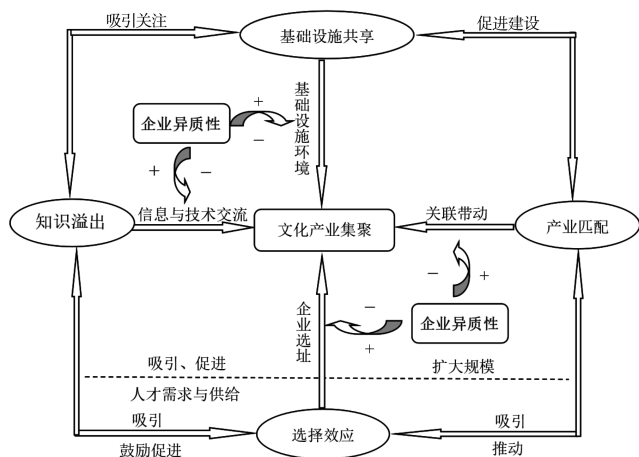 吸引关注
促进建设
基础设施共享
基础设施环境
+
−
企业异质性
+
−
知识溢出
信息与技术交流
文化产业集聚
关联带动
产业匹配
−
+
企业选址
−
+
企业异质性
吸引、促进
扩大规模
人才需求与供给
吸引
鼓励促进
选择效应
吸引
推动